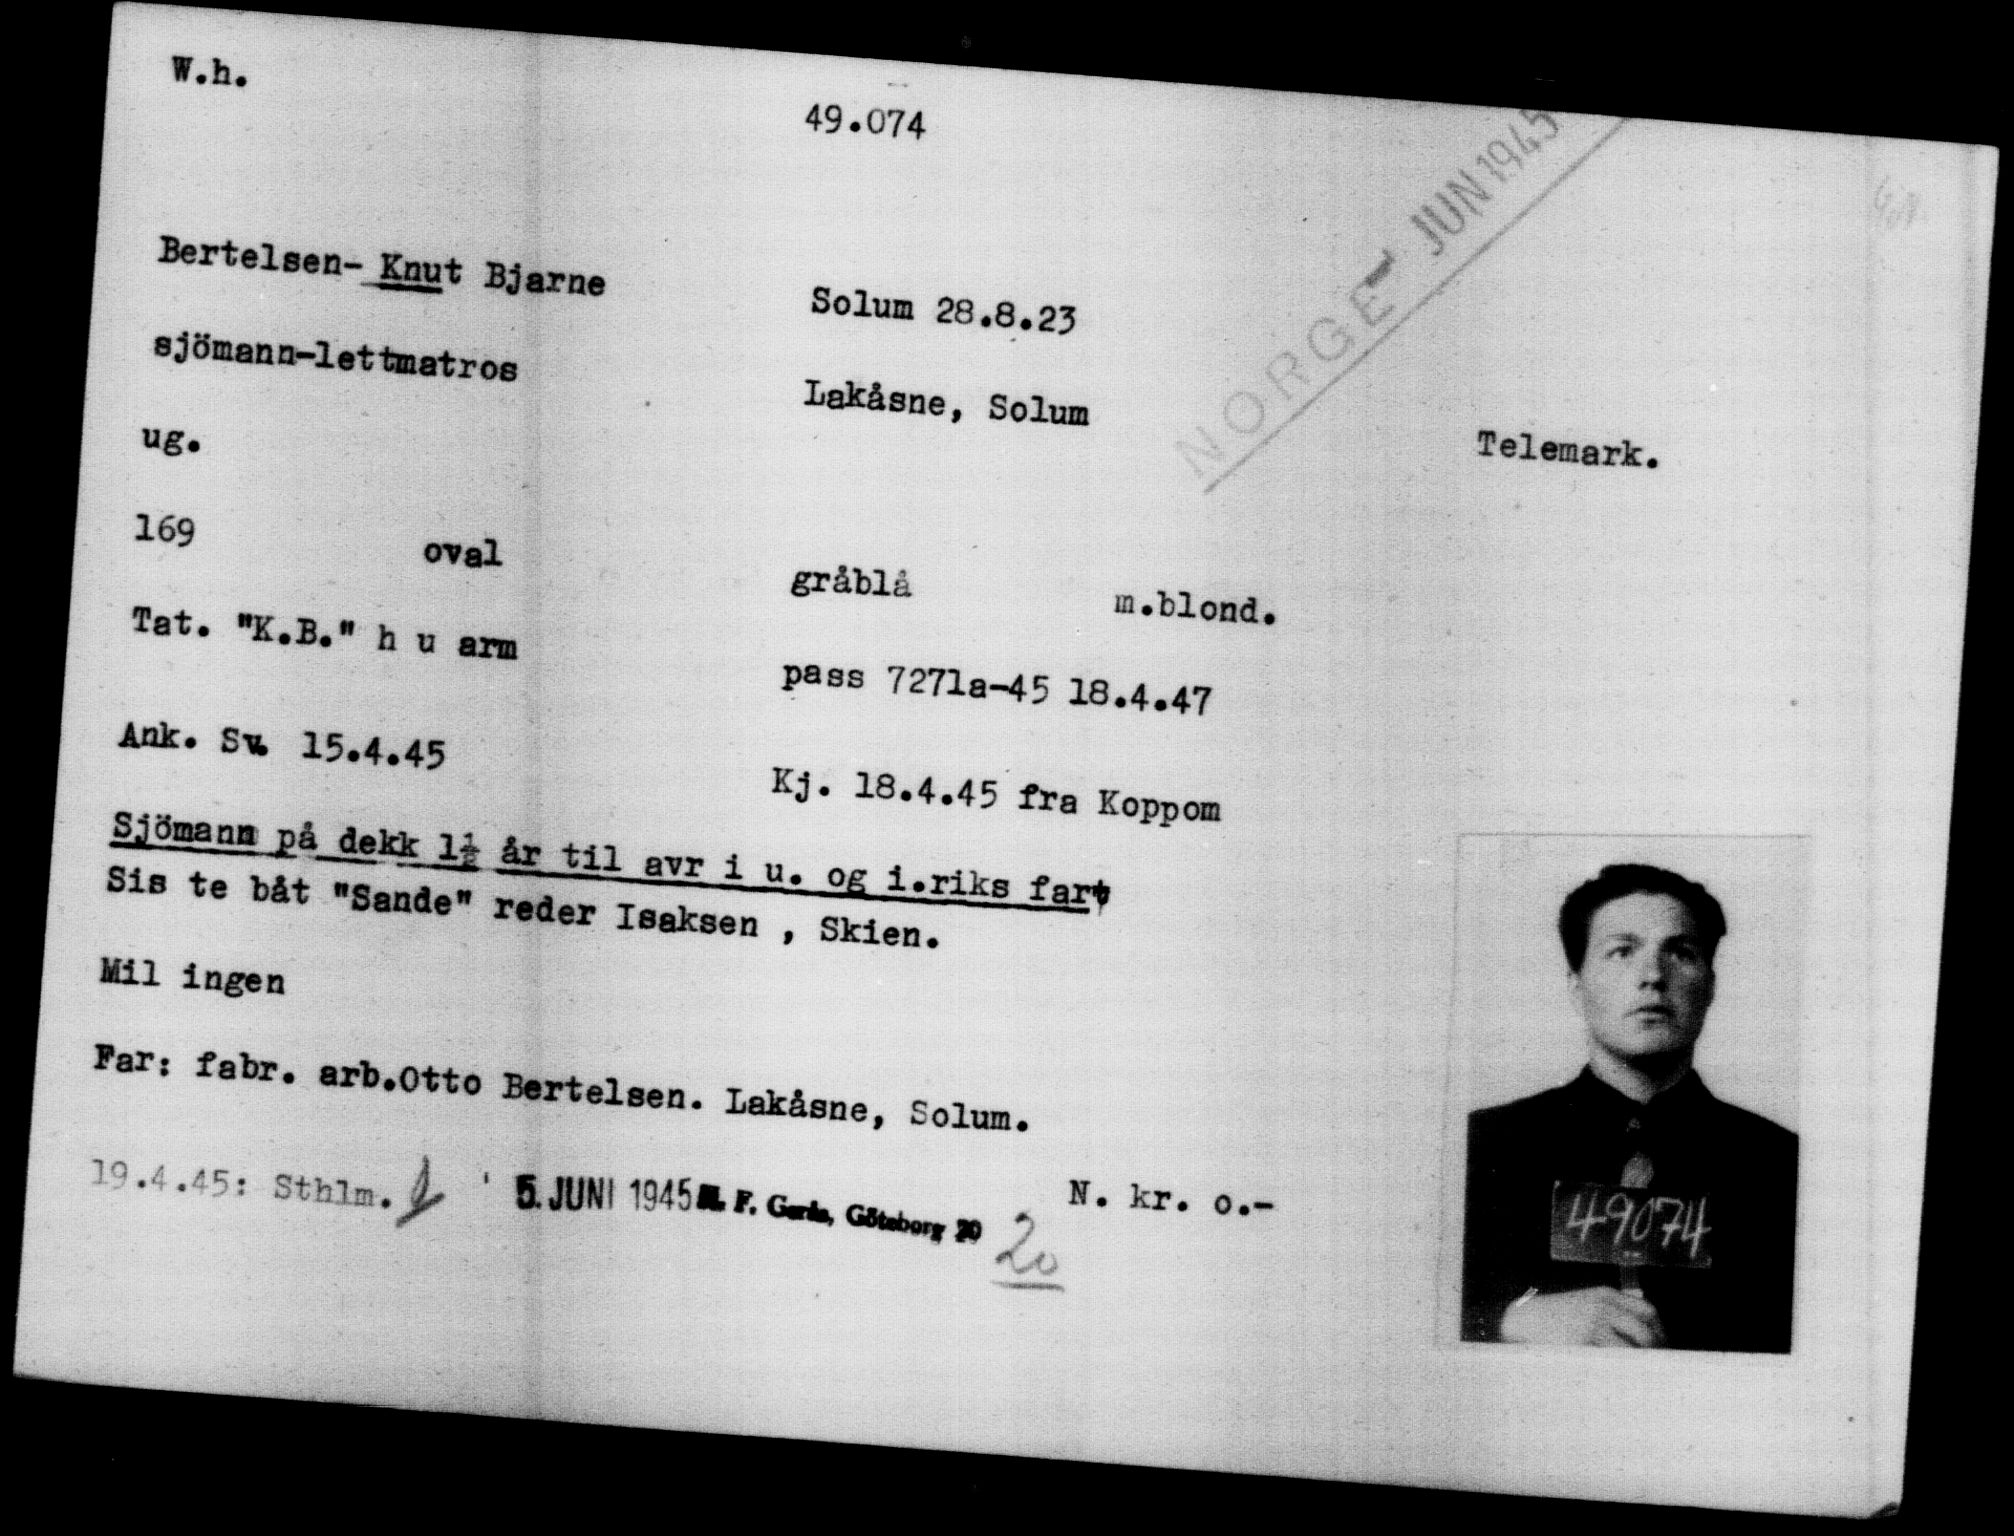 W.h.
49.074
NORGE - JUN 1945
Bertelsen- Knut Bjarne
Solum 28.8.23
sjömann-lettmatros
Lakåsne, Solum
Telemark.
ug.
169 oval gråblå m.blond.
Tat. "K.B." h u arm
pass 7271a-45 18.4.47
Ank. Sv. 15.4.45
Kj. 18.4.45 fra Koppom
Sjömann på dekk 1½ år til avr i u. og i.riks fart
Sis te båt "Sande" reder Isaksen , Skien.
Mil ingen
Far: fabr. arb.Otto Bertelsen. Lakåsne, Solum.
19.4.45: Sthlm.
5. JUNI 1945 F. Göteborg
20
N. kr. o.-
49074